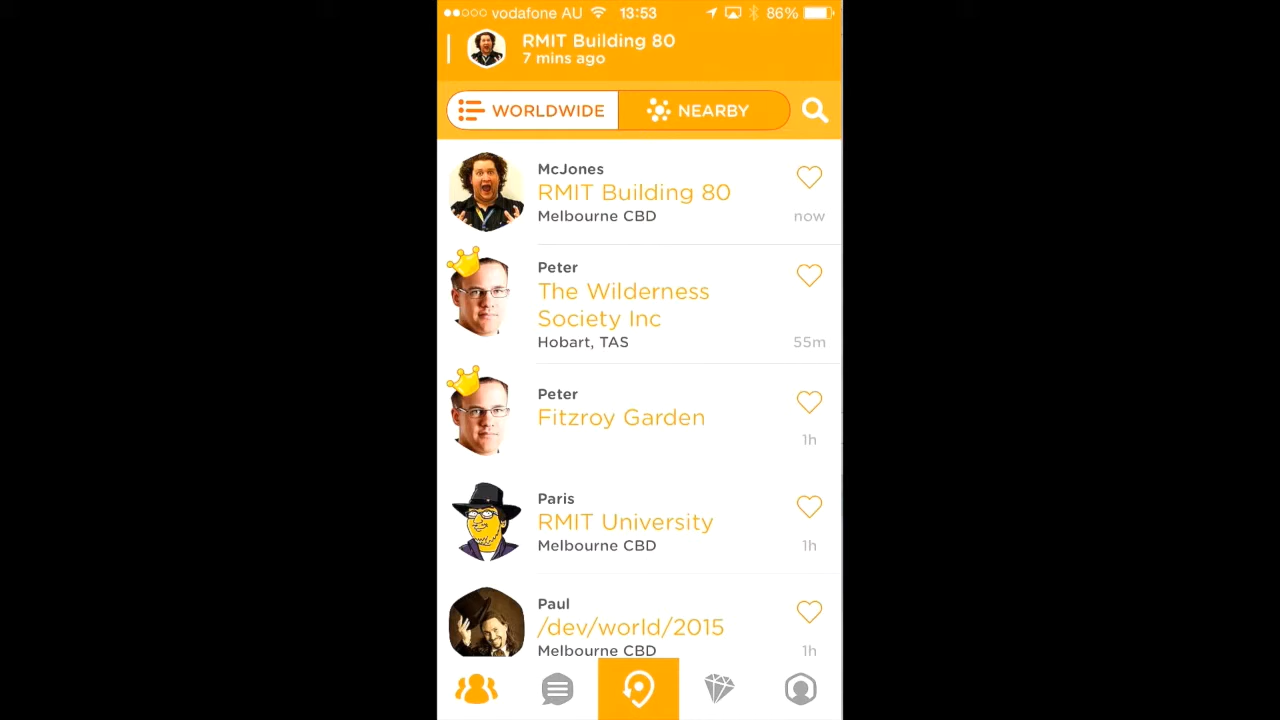 vodafone AU 13:53 86%
RMIT Building 80
7 mins ago
WORLDWIDE NEARBY
McJones
RMIT Building 80
Melbourne CBD now
Peter
The Wilderness
Society Inc
Hobart, TAS 55m
Peter
Fitzroy Garden
1h
Paris
RMIT University
Melbourne CBD 1h
Paul
/dev/world/2015
Melbourne CBD 1h